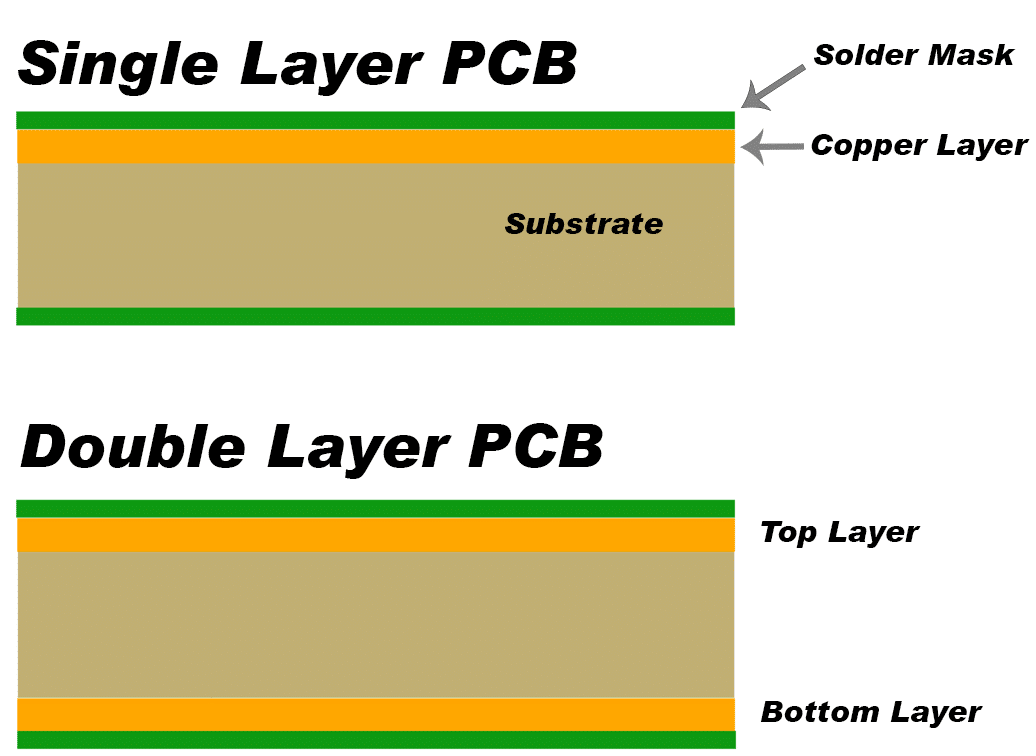 Single Layer PCB
Solder Mask
Copper Layer
Substrate
Double Layer PCB
Top Layer
Bottom Layer